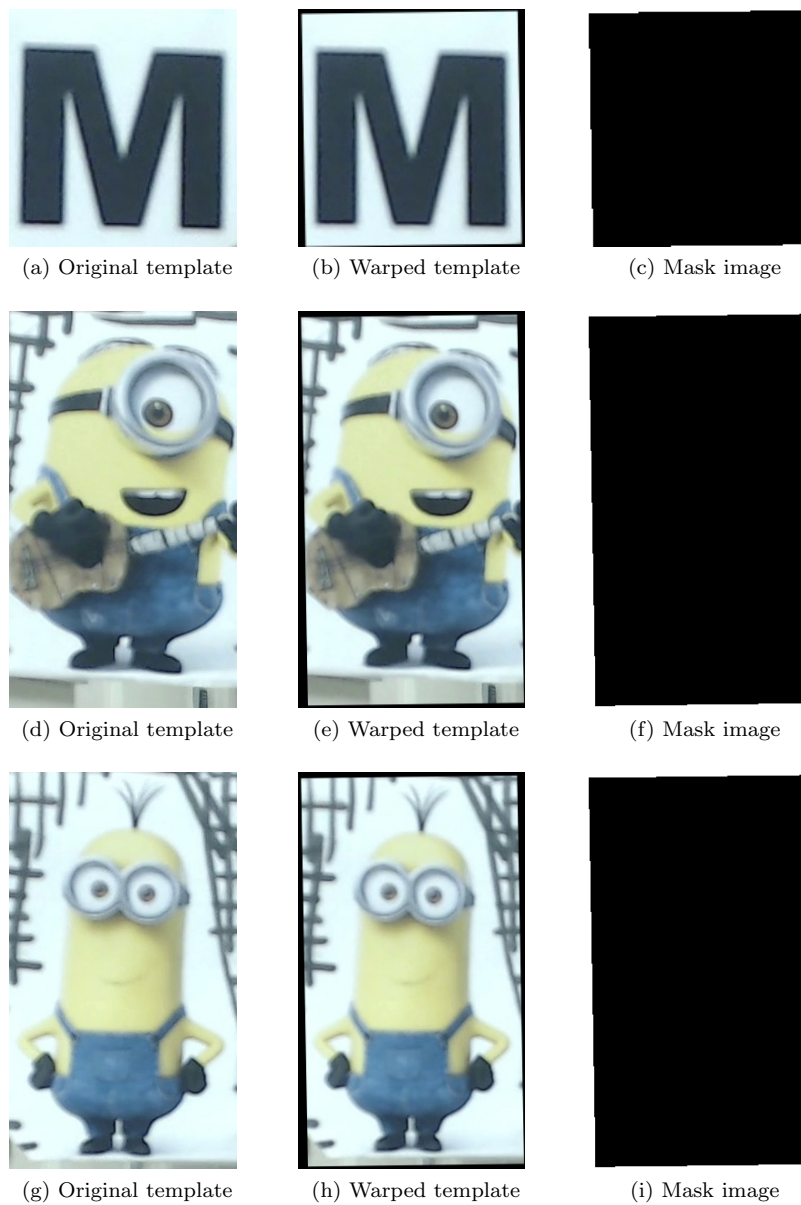 M M
(a) Original template (b) Warped template (c) Mask image
(d) Original template (e) Warped template (f) Mask image
(g) Original template (h) Warped template (i) Mask image